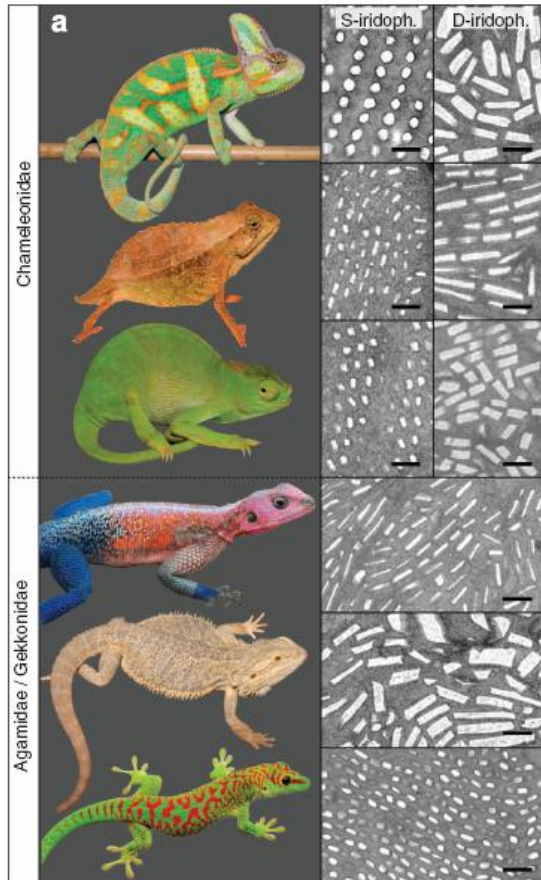 a
S-iridoph.
D-iridoph.
Chameleonidae
Agamidae / Gekkonidae